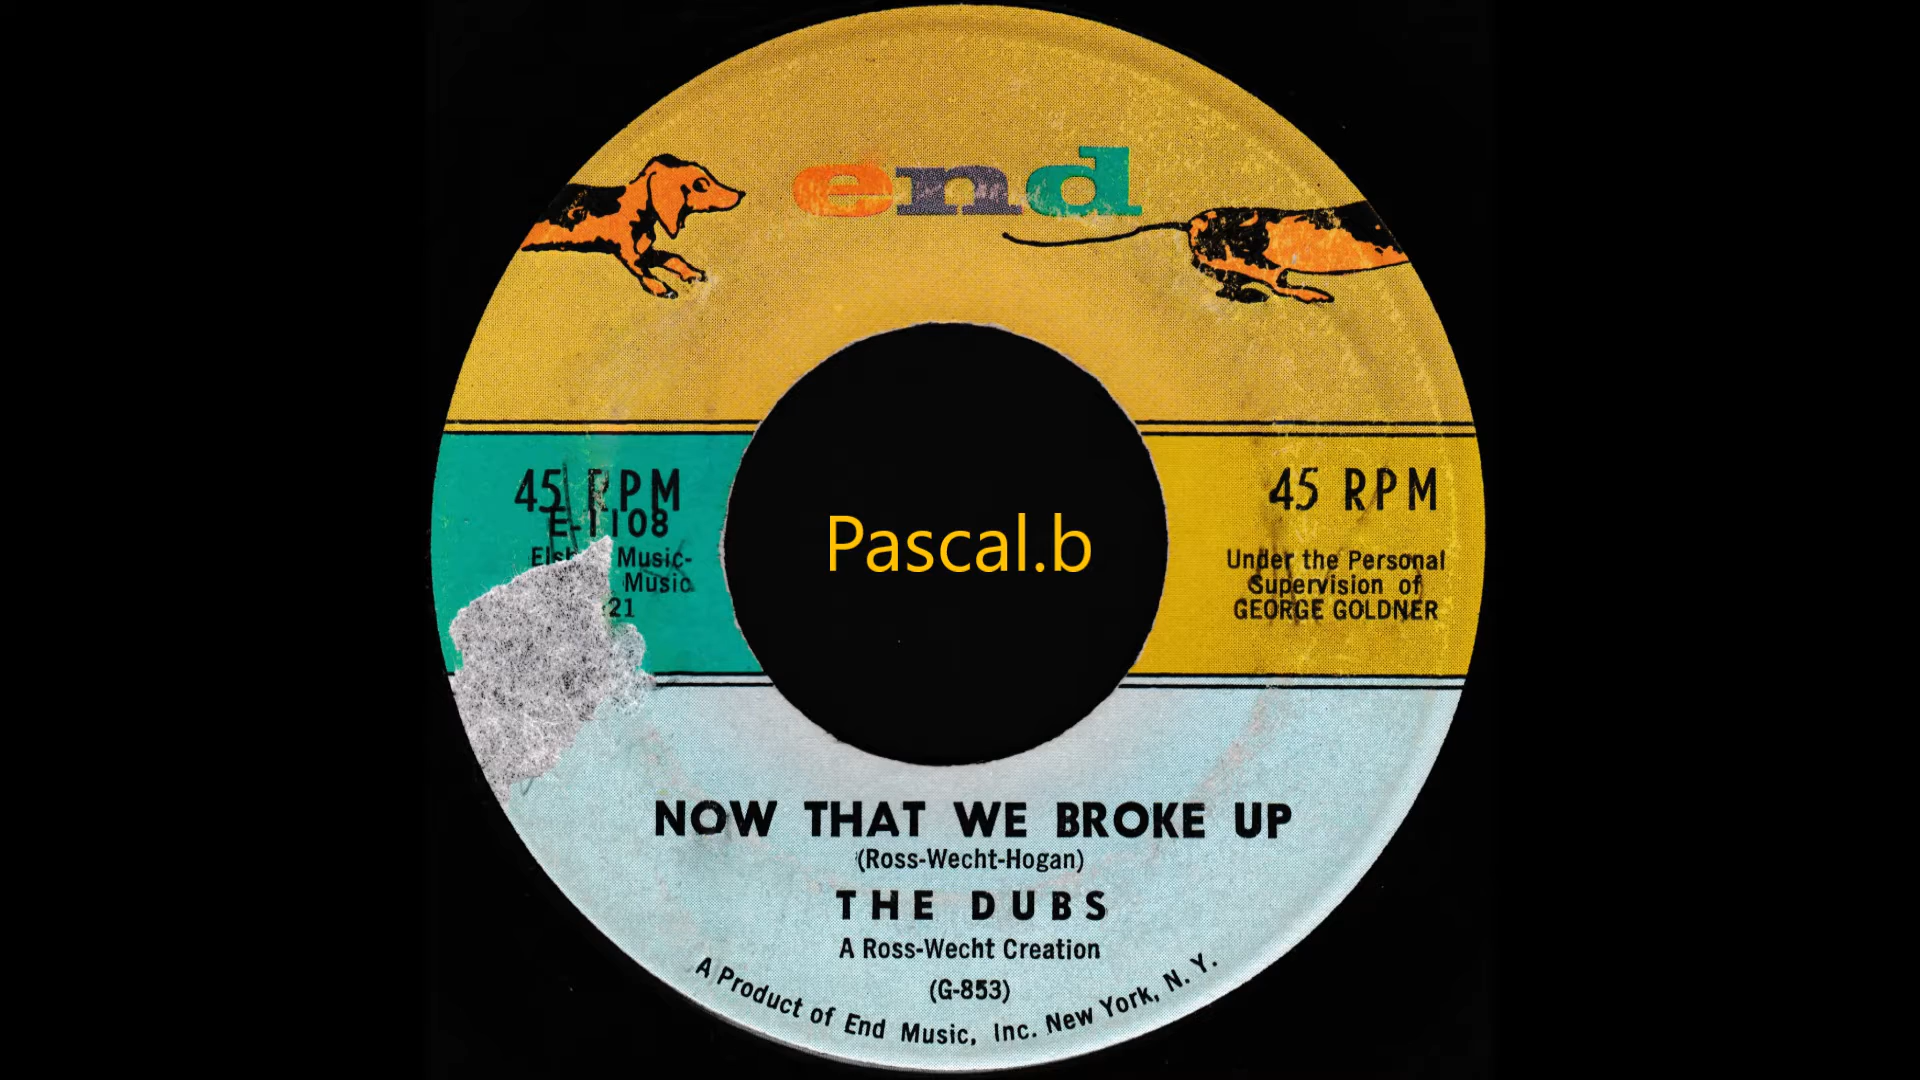 end
45 RPM
E-1108
Music-
Music
21
45 RPM
Under the Personal
Supervision of
GEORGE GOLDNER
Pascal.b
NOW THAT WE BROKE UP
(Ross-Wecht-Hogan)
THE DUBS
A Ross-Wecht Creation
(G-853)
A Product of End Music, Inc. New York, N. Y.